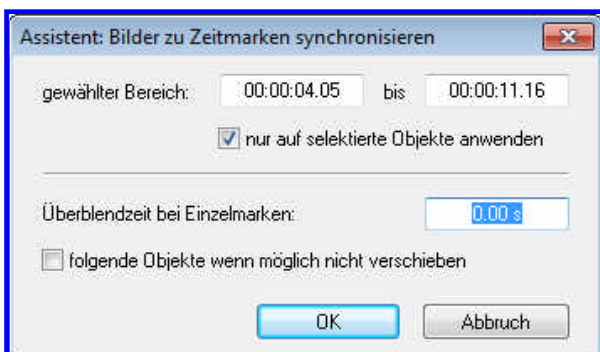 Assistent: Bilder zu Zeitmarken synchronisieren
gewählter Bereich: 00:00:04.05 bis 00:00:11.16
nur auf selektierte Objekte anwenden
Überblendzeit bei Einzelmarken: 0.00 s
folgende Objekte wenn möglich nicht verschieben
OK Abbruch